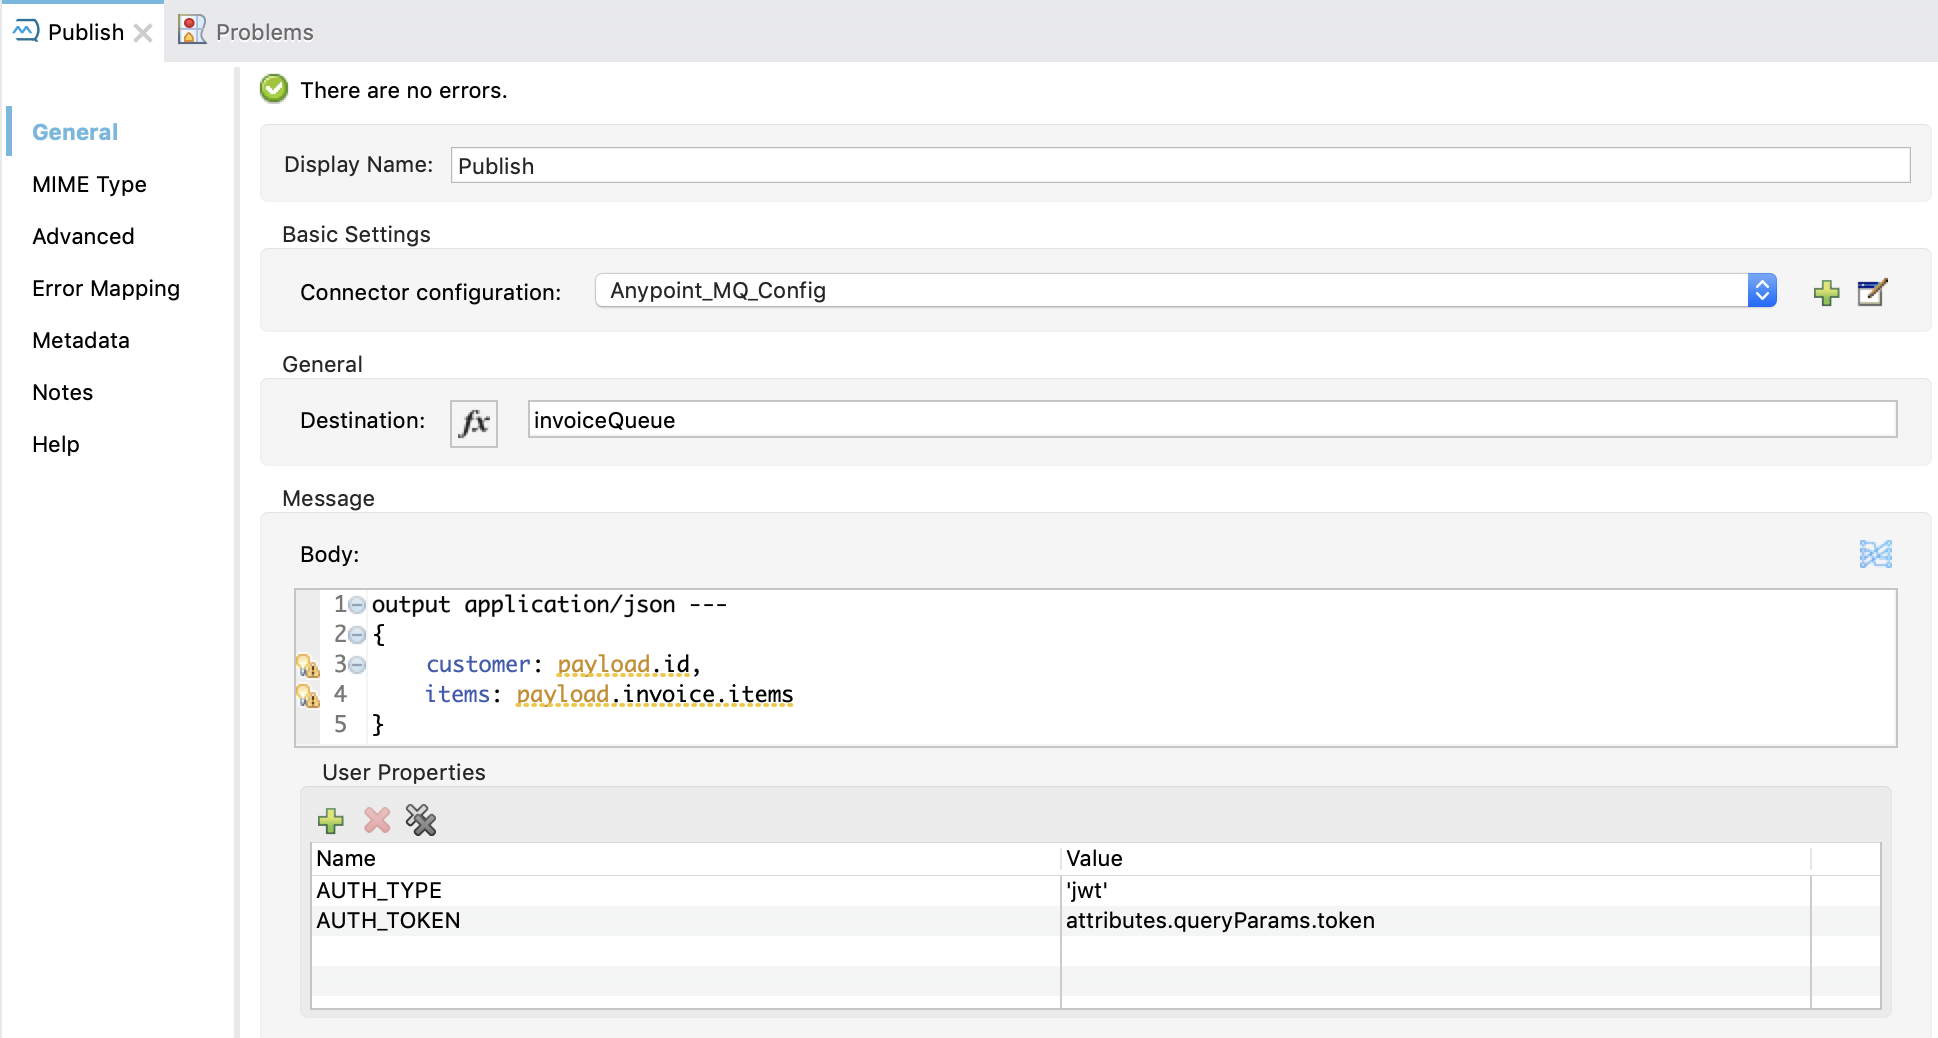 Publish Problems
There are no errors.
General
MIME Type
Advanced
Error Mapping
Metadata
Notes
Help
Display Name: Publish
Basic Settings
Connector configuration: Anypoint_MQ_Config
General
Destination: fx invoiceQueue
Message
Body:
1 output application/json ---
2 {
3 customer: payload.id,
4 items: payload.invoice.items
5 }
User Properties
Name Value
AUTH_TYPE 'jwt'
AUTH_TOKEN attributes.queryParams.token